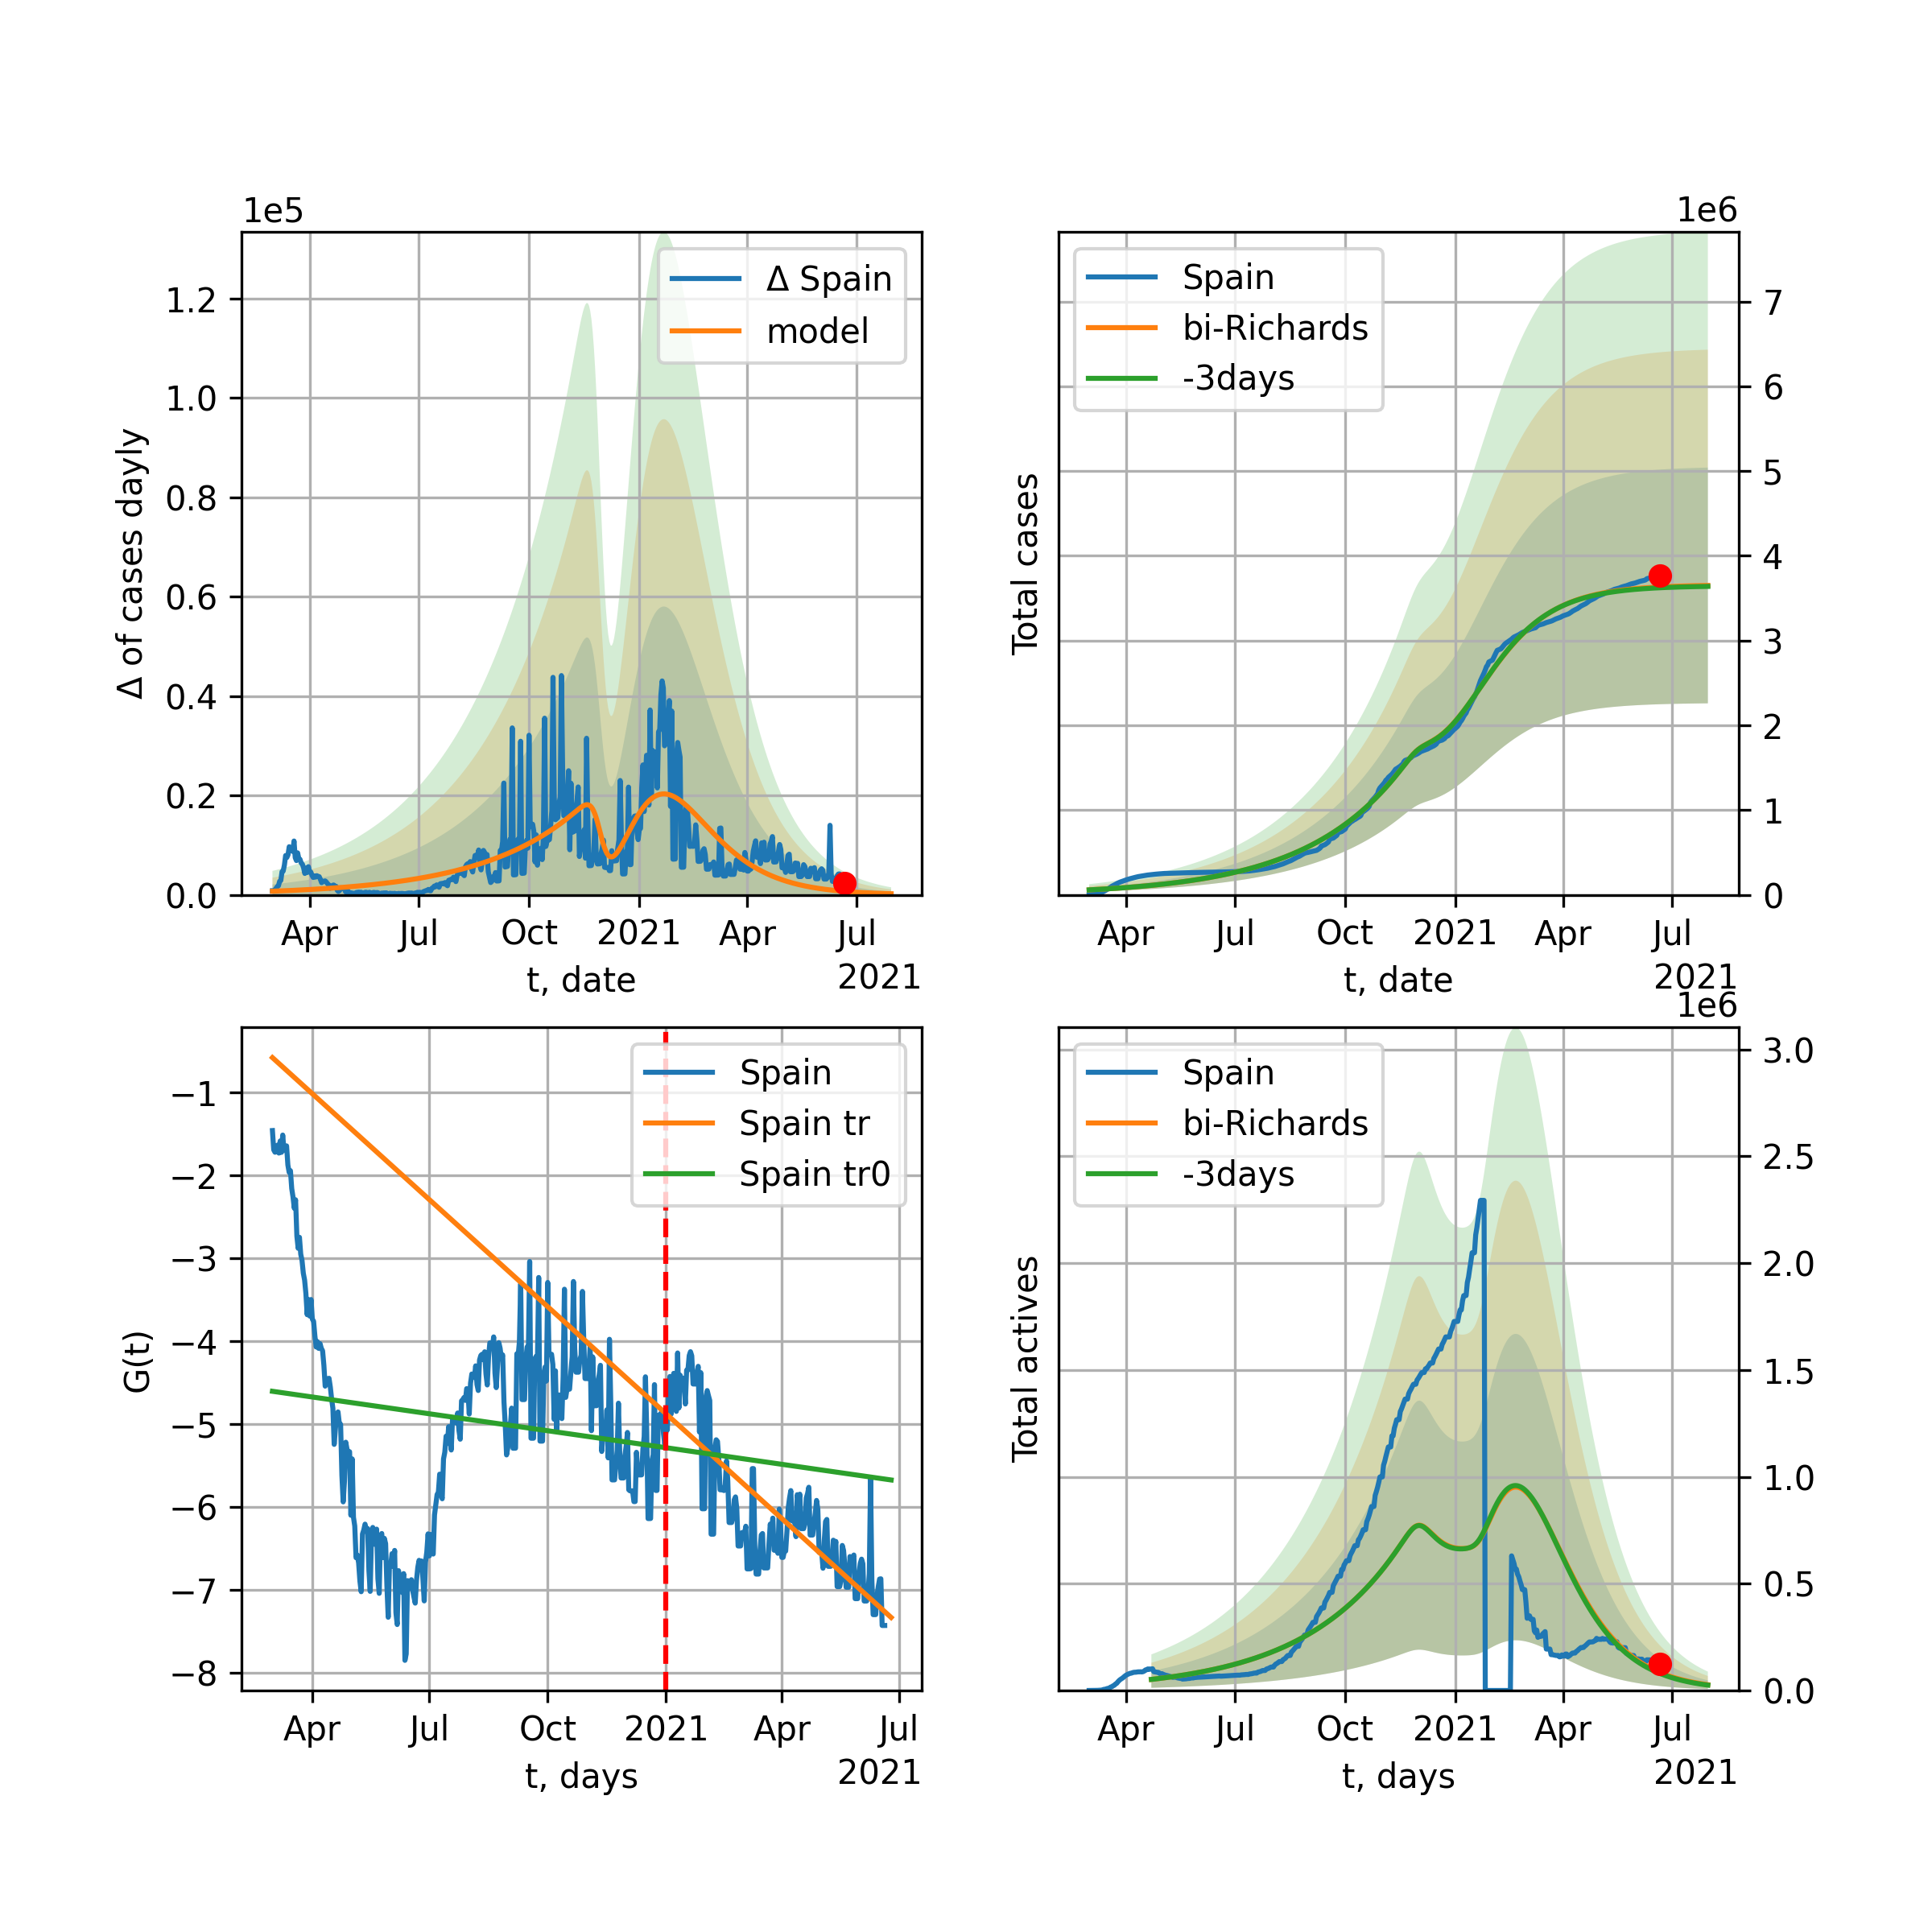 1e5
Δ of cases dayly
1.2
1.0
0.8
0.6
0.4
0.2
0.0
Δ Spain
model
Apr Jul Oct 2021 Apr Jul
2021
t, date
1e6
Total cases
Spain
bi-Richards
-3days
7
6
5
4
3
2
1
0
Apr Jul Oct 2021 Apr Jul
2021
t, date
G(t)
−1
−2
−3
−4
−5
−6
−7
−8
Spain
Spain tr
Spain tr0
Apr Jul Oct 2021 Apr Jul
2021
t, days
1e6
Total actives
Spain
bi-Richards
-3days
3.0
2.5
2.0
1.5
1.0
0.5
0.0
Apr Jul Oct 2021 Apr Jul
2021
t, days